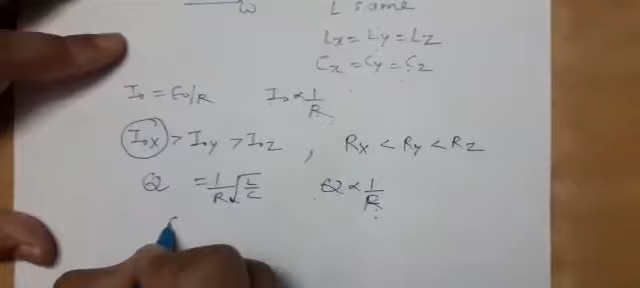 ω L same
Lx = Ly = Lz
Cx = Cy = Cz
I₀ = E₀/R I₀ ∝ 1/R
I₀x > I₀y > I₀z , Rx < Ry < Rz
Q = 1/R √(L/C) Q ∝ 1/R